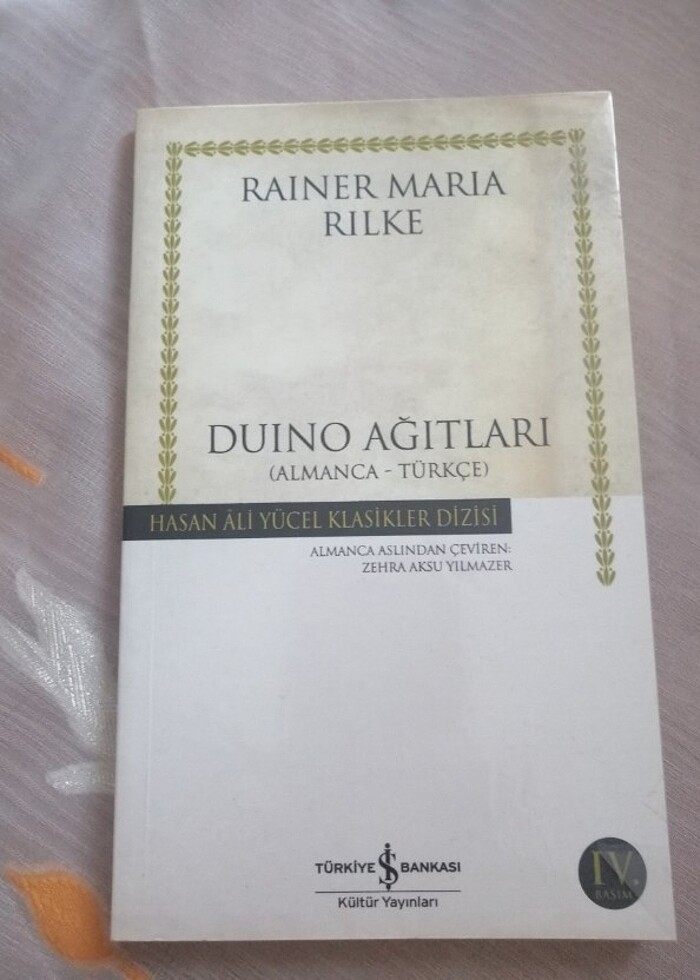 RAINER MARIA
RILKE
DUINO AĞITLARI
(ALMANCA - TÜRKÇE)
HASAN ÂLİ YÜCEL KLASİKLER DİZİSİ
ALMANCA ASLINDAN ÇEVİREN:
ZEHRA AKSU YILMAZER
TÜRKİYE İŞ BANKASI
Kültür Yayınları
IV.
BASIM